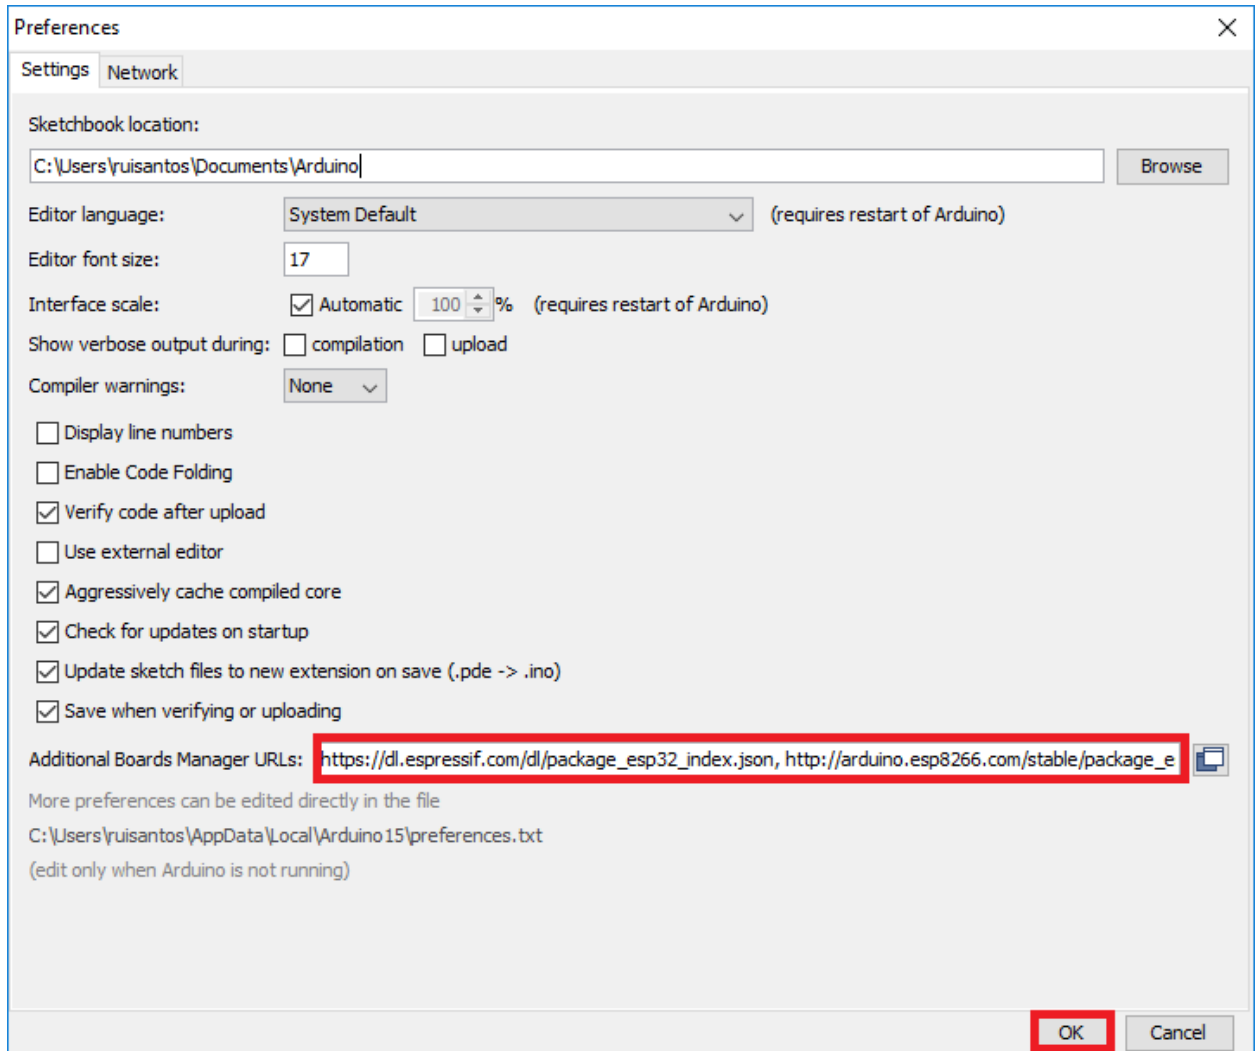 Preferences
Settings Network
Sketchbook location:
C:\Users\ruisantos\Documents\Arduino Browse
Editor language: System Default (requires restart of Arduino)
Editor font size: 17
Interface scale: Automatic 100 % (requires restart of Arduino)
Show verbose output during: compilation upload
Compiler warnings: None
Display line numbers
Enable Code Folding
Verify code after upload
Use external editor
Aggressively cache compiled core
Check for updates on startup
Update sketch files to new extension on save (.pde -> .ino)
Save when verifying or uploading
Additional Boards Manager URLs: https://dl.espressif.com/dl/package_esp32_index.json, http://arduino.esp8266.com/stable/package_e
More preferences can be edited directly in the file
C:\Users\ruisantos\AppData\Local\Arduino15\preferences.txt
(edit only when Arduino is not running)
OK Cancel